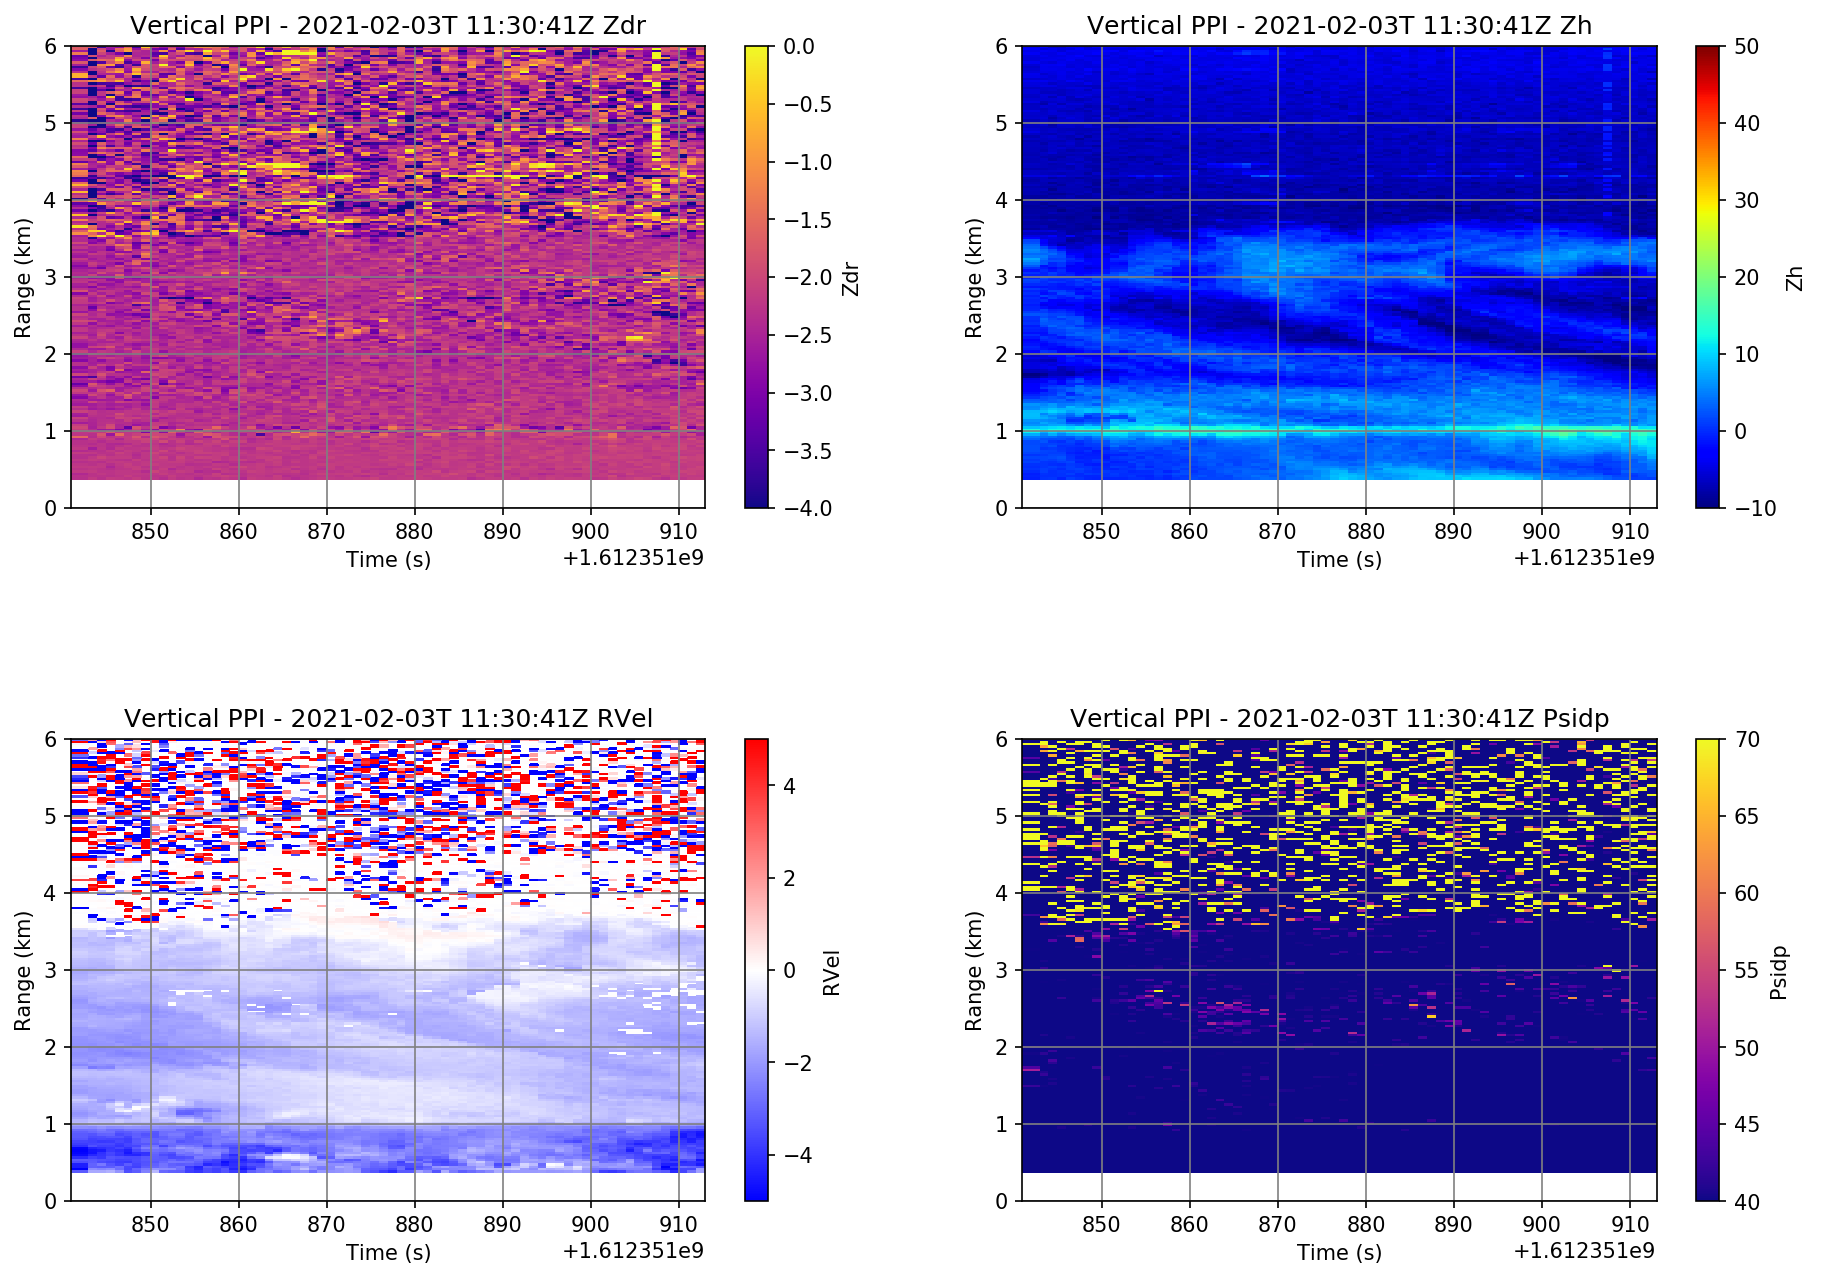 Vertical PPI - 2021-02-03T 11:30:41Z Zdr
6
5
4
3
2
1
0
Range (km)
850 860 870 880 890 900 910
Time (s)
+1.612351e9
0.0
−0.5
−1.0
−1.5
−2.0
−2.5
−3.0
−3.5
−4.0
Zdr
Vertical PPI - 2021-02-03T 11:30:41Z Zh
6
5
4
3
2
1
0
Range (km)
850 860 870 880 890 900 910
Time (s)
+1.612351e9
50
40
30
20
10
0
−10
Zh
Vertical PPI - 2021-02-03T 11:30:41Z RVel
6
5
4
3
2
1
0
Range (km)
850 860 870 880 890 900 910
Time (s)
+1.612351e9
4
2
0
−2
−4
RVel
Vertical PPI - 2021-02-03T 11:30:41Z Psidp
6
5
4
3
2
1
0
Range (km)
850 860 870 880 890 900 910
Time (s)
+1.612351e9
70
65
60
55
50
45
40
Psidp